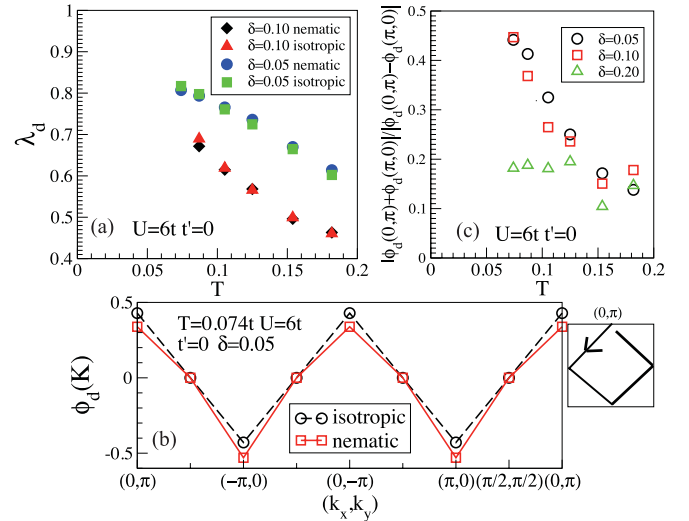 δ=0.10 nematic
δ=0.10 isotropic
δ=0.05 nematic
δ=0.05 isotropic
1
0.9
0.8
0.7
0.6
0.5
0.4
λd
(a) U=6t t'=0
0 0.05 0.1 0.15 0.2
T
|ϕd(0,π)+ϕd(π,0)|/|ϕd(0,π)−ϕd(π,0)|
0.5
0.4
0.3
0.2
0.1
0
δ=0.05
δ=0.10
δ=0.20
(c) U=6t t'=0
0 0.05 0.1 0.15 0.2
T
ϕd(K)
0.5
0
-0.5
T=0.074t U=6t
t'=0 δ=0.05
(b)
isotropic
nematic
(0,π) (-π,0) (0,-π) (π,0)(π/2,π/2)(0,π)
(kx,ky)
(0,π)